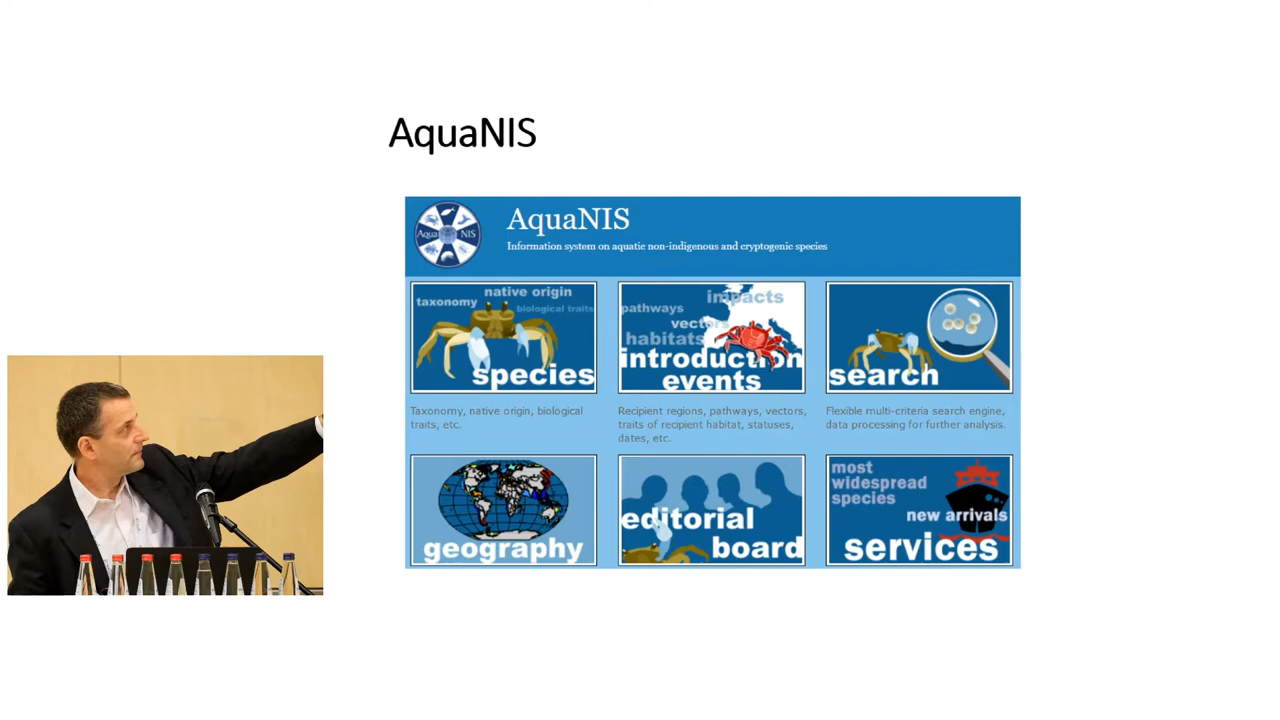 AquaNIS
Aqua NIS
AquaNIS
Information system on aquatic non-indigenous and cryptogenic species
native origin
taxonomy
biological traits
species
impacts
pathways
vectors
habitats
introduction
events
search
Taxonomy, native origin, biological
traits, etc.
Recipient regions, pathways, vectors,
traits of recipient habitat, statuses,
dates, etc.
Flexible multi-criteria search engine,
data processing for further analysis.
geography
editorial
board
most
widespread
species
new arrivals
services